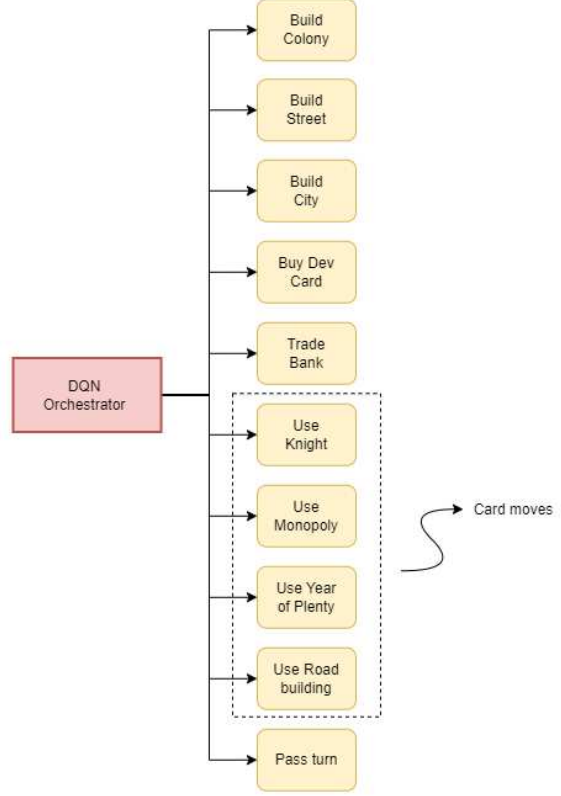 Build
Colony
Build
Street
Build
City
Buy Dev
Card
Trade
Bank
DQN
Orchestrator
Use
Knight
Use
Monopoly
Card moves
Use Year
of Plenty
Use Road
building
Pass turn